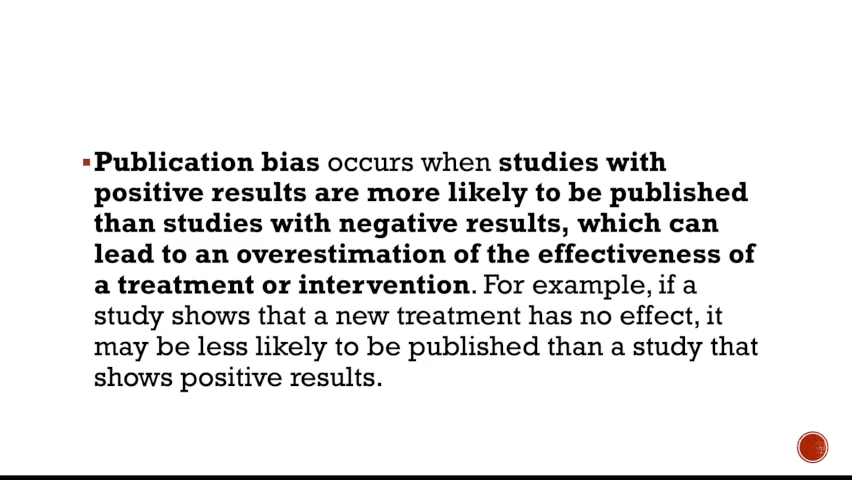 Publication bias occurs when studies with
positive results are more likely to be published
than studies with negative results, which can
lead to an overestimation of the effectiveness of
a treatment or intervention. For example, if a
study shows that a new treatment has no effect, it
may be less likely to be published than a study that
shows positive results.